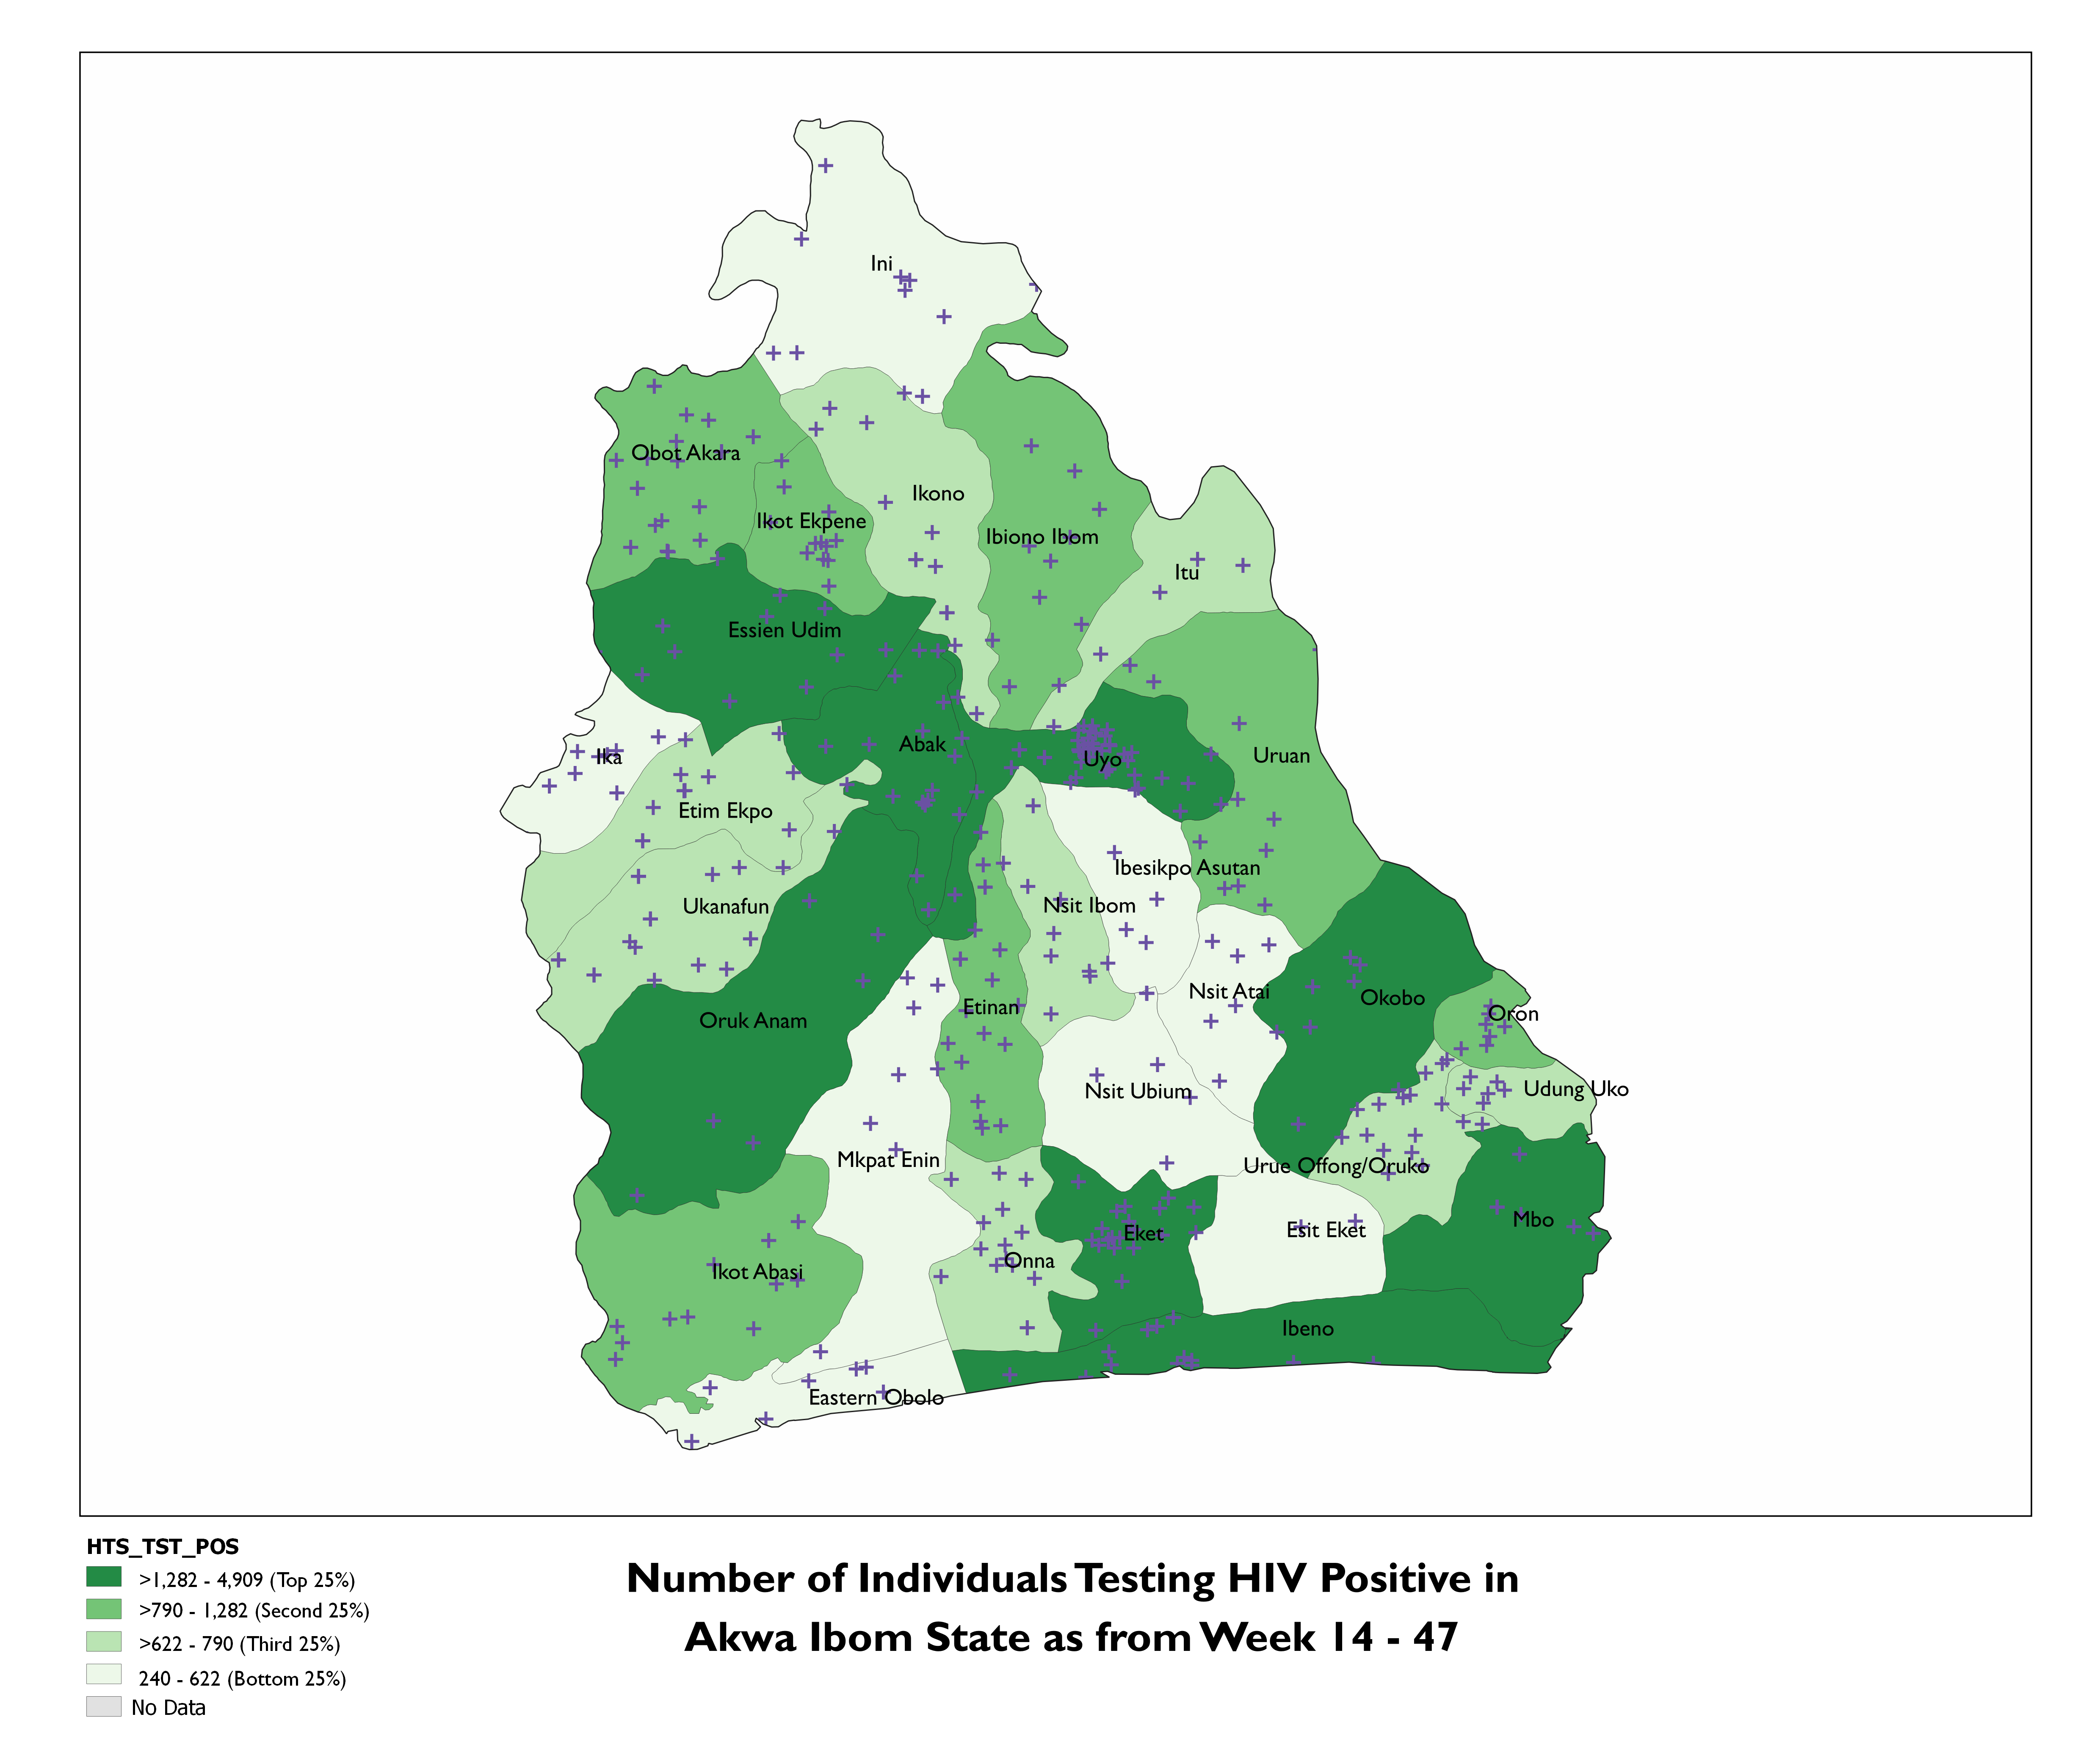 Ini
Obot Akara
Ikono
Ikot Ekpene
Ibiono Ibom
Itu
Essien Udim
Abak
Uyo
Uruan
Ika
Etim Ekpo
Ibesikpo Asutan
Ukanafun
Nsit Ibom
Nsit Atai
Okobo
Etinan
Oron
Oruk Anam
Nsit Ubium
Udung Uko
Mkpat Enin
Urue Offong/Oruko
Mbo
Eket
Esit Eket
Onna
Ikot Abasi
Ibeno
Eastern Obolo
HTS_TST_POS
>1,282 - 4,909 (Top 25%)
>790 - 1,282 (Second 25%)
>622 - 790 (Third 25%)
240 - 622 (Bottom 25%)
No Data
Number of Individuals Testing HIV Positive in
Akwa Ibom State as from Week 14 - 47